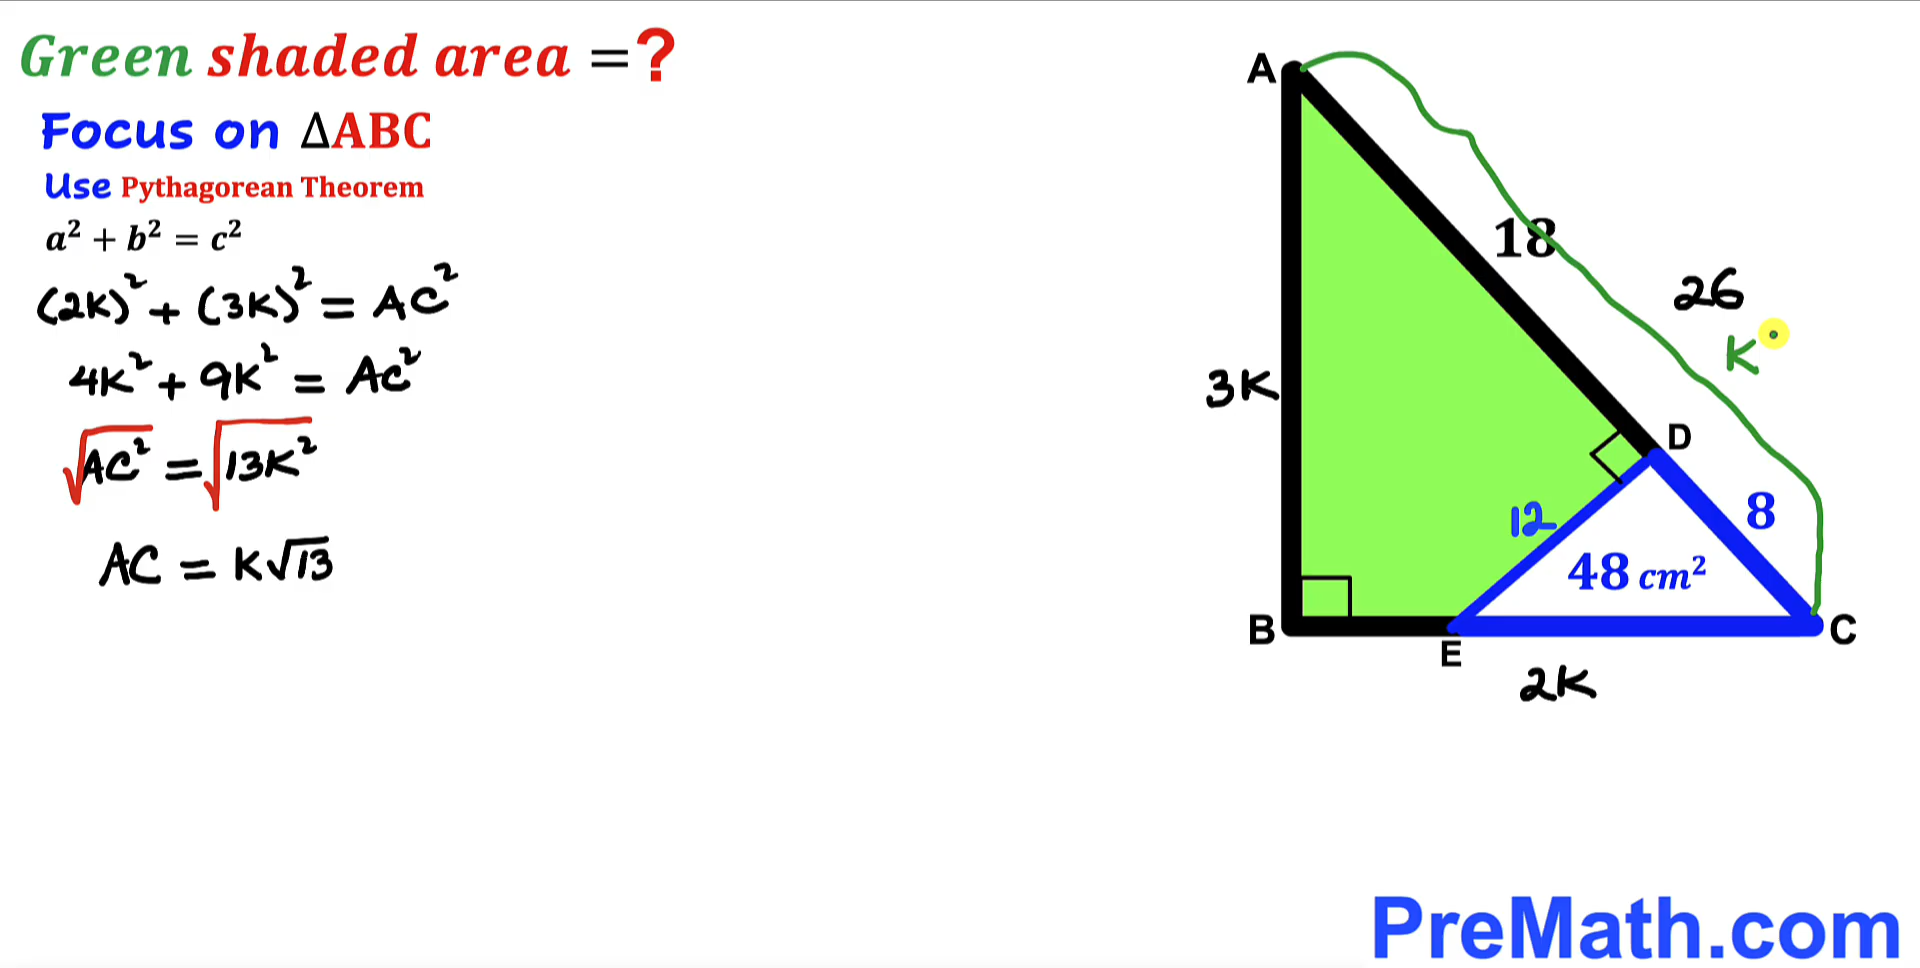 Green shaded area =?
Focus on ΔABC
Use Pythagorean Theorem
a² + b² = c²
(2K)² + (3K)² = AC²
4K² + 9K² = AC²
√AC² = √13K²
AC = K√13
A
18
26
K
3K
D
12
8
48 cm²
B
E
C
2K
PreMath.com